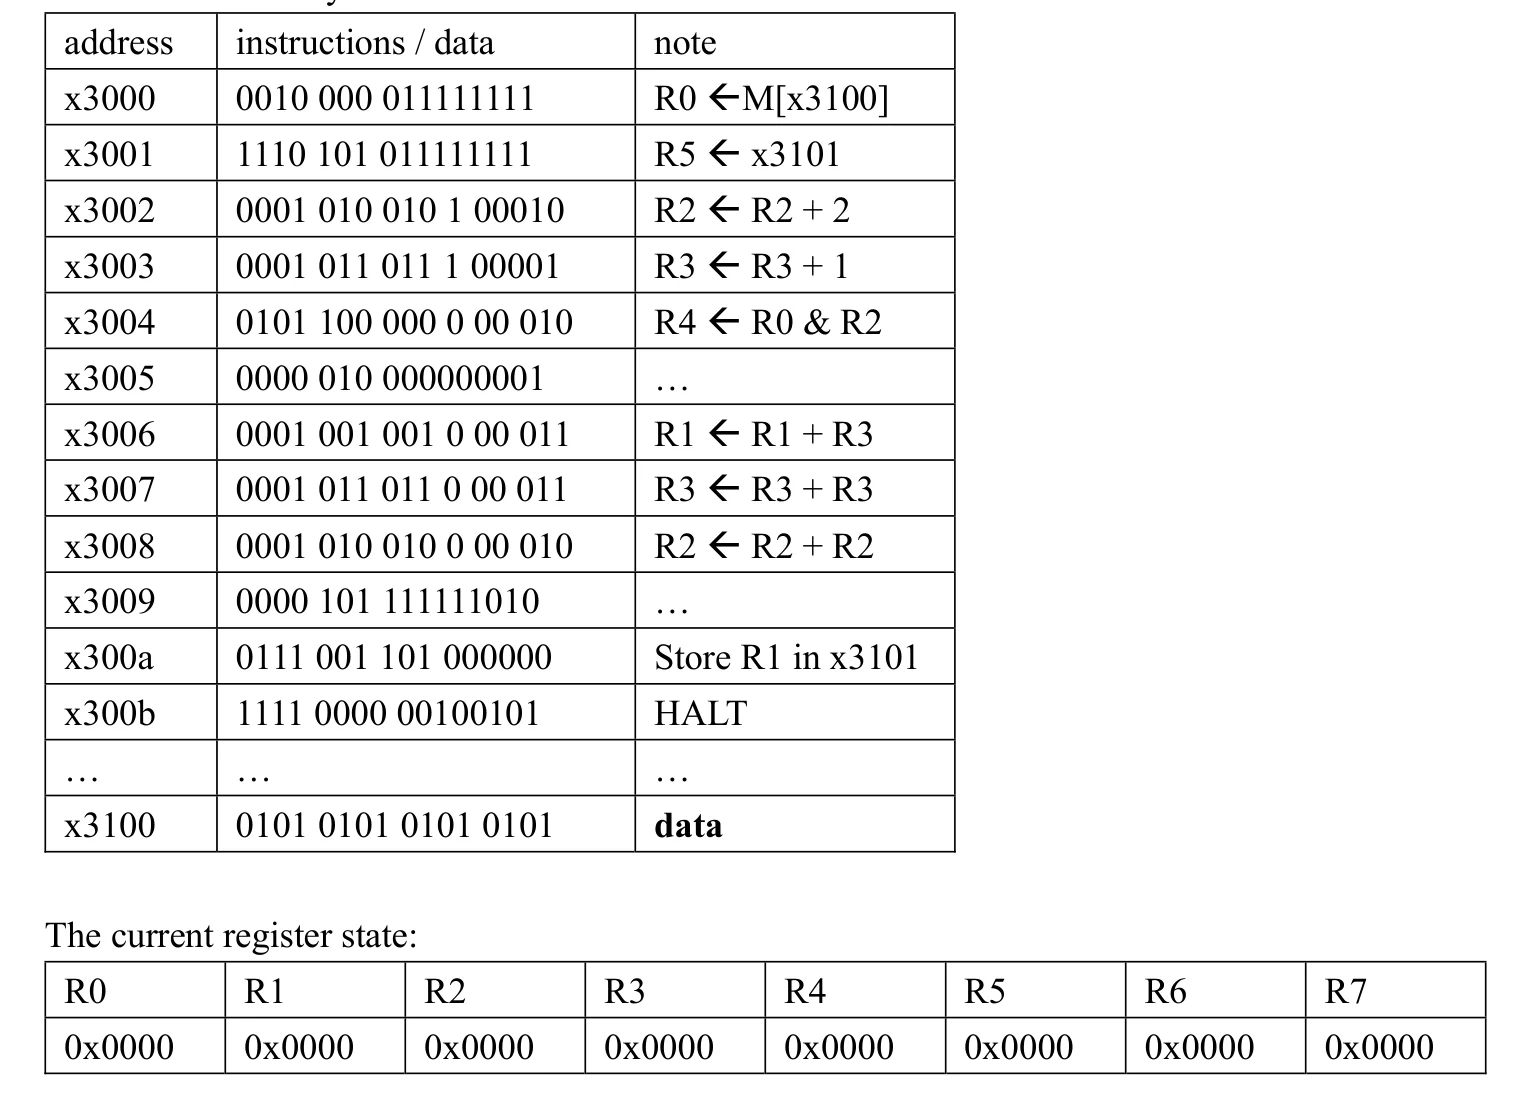 address instructions / data note
x3000 0010 000 011111111 R0 ←M[x3100]
x3001 1110 101 011111111 R5 ← x3101
x3002 0001 010 010 1 00010 R2 ← R2 + 2
x3003 0001 011 011 1 00001 R3 ← R3 + 1
x3004 0101 100 000 0 00 010 R4 ← R0 & R2
x3005 0000 010 000000001 …
x3006 0001 001 001 0 00 011 R1 ← R1 + R3
x3007 0001 011 011 0 00 011 R3 ← R3 + R3
x3008 0001 010 010 0 00 010 R2 ← R2 + R2
x3009 0000 101 111111010 …
x300a 0111 001 101 000000 Store R1 in x3101
x300b 1111 0000 00100101 HALT
… … …
x3100 0101 0101 0101 0101 data
The current register state:
R0 R1 R2 R3 R4 R5 R6 R7
0x0000 0x0000 0x0000 0x0000 0x0000 0x0000 0x0000 0x0000